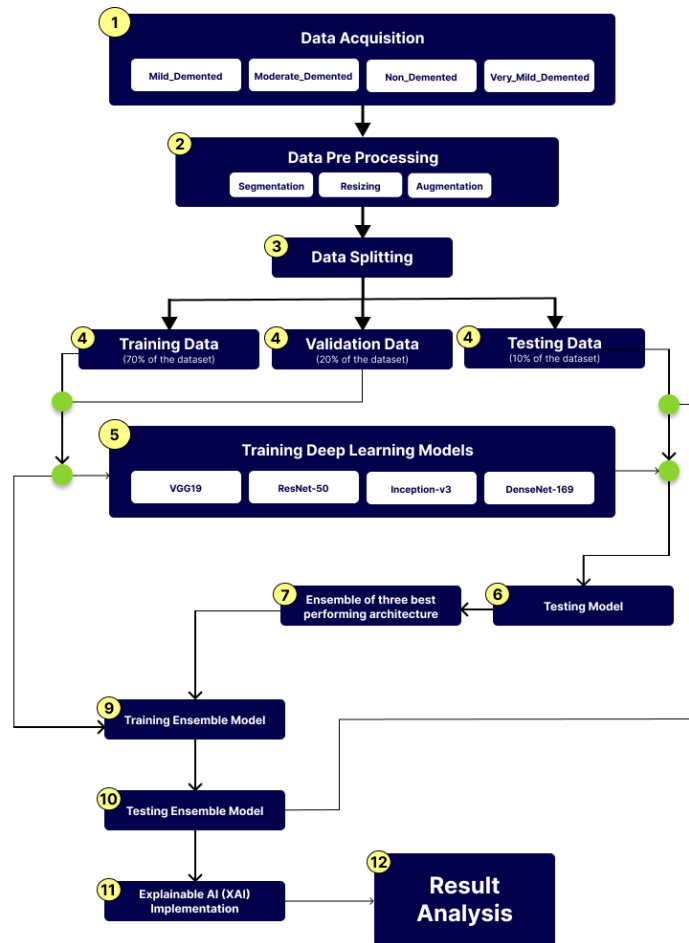 1
Data Acquisition
Mild_Demented
Moderate_Demented
Non_Demented
Very_Mild_Demented
2
Data Pre Processing
Segmentation
Resizing
Augmentation
3
Data Splitting
4
Training Data
(70% of the dataset)
4
Validation Data
(20% of the dataset)
4
Testing Data
(10% of the dataset)
5
Training Deep Learning Models
VGG19
ResNet-50
Inception-v3
DenseNet-169
6
Testing Model
7
Ensemble of three best
performing architecture
9
Training Ensemble Model
10
Testing Ensemble Model
11
Explainable AI (XAI)
Implementation
12
Result
Analysis